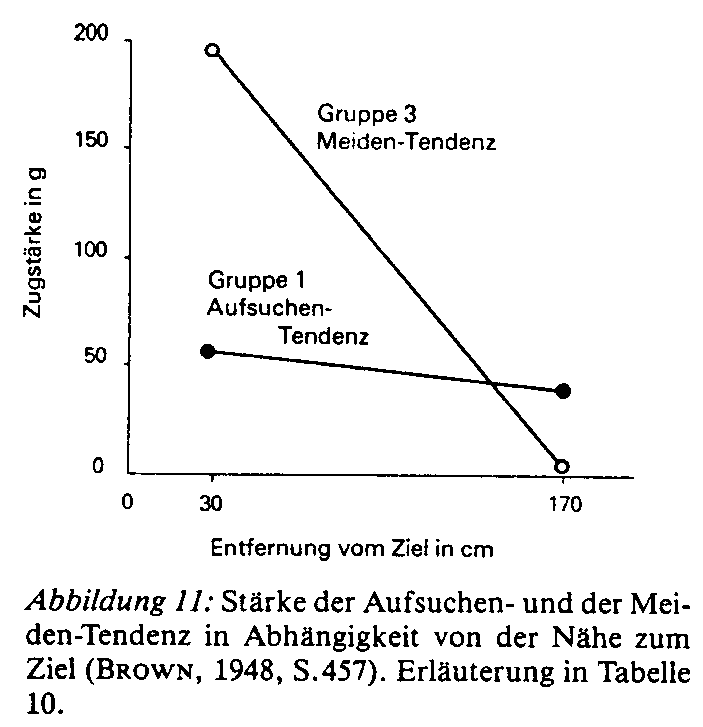 200
150
100
50
0
Zugstärke in g
Gruppe 3
Meiden-Tendenz
Gruppe 1
Aufsuchen-
Tendenz
0 30 170
Entfernung vom Ziel in cm
Abbildung 11: Stärke der Aufsuchen- und der Mei-
den-Tendenz in Abhängigkeit von der Nähe zum
Ziel (BROWN, 1948, S.457). Erläuterung in Tabelle
10.